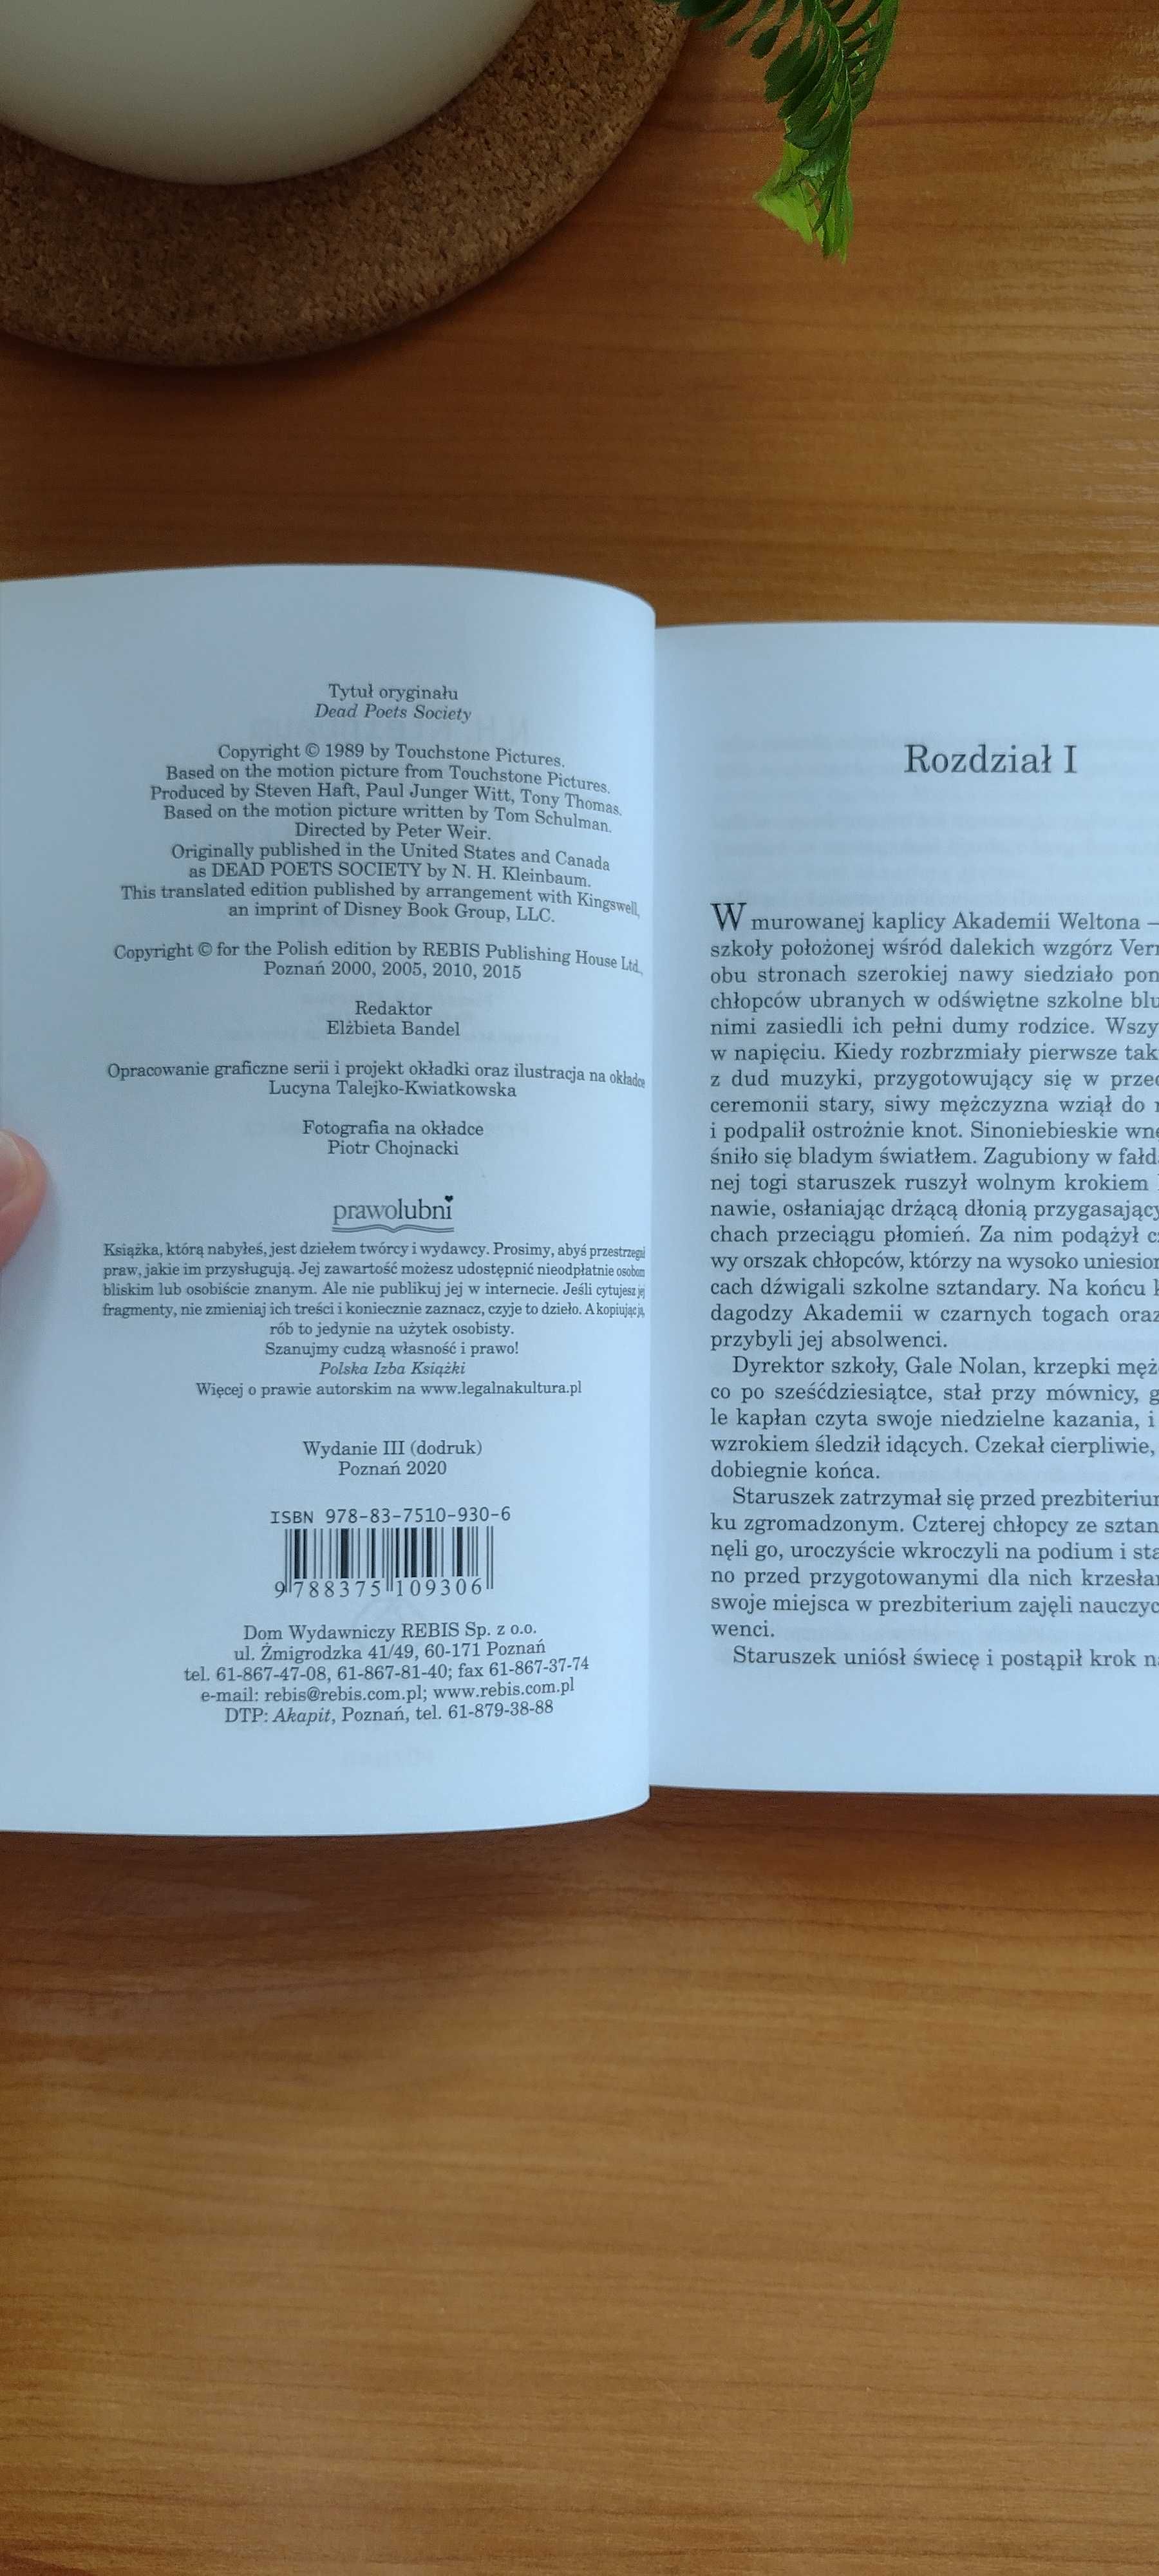 Tytuł oryginału
Dead Poets Society
Copyright © 1989 by Touchstone Pictures.
Based on the motion picture from Touchstone Pictures.
Produced by Steven Haft, Paul Junger Witt, Tony Thomas.
Based on the motion picture written by Tom Schulman.
Directed by Peter Weir.
Originally published in the United States and Canada
as DEAD POETS SOCIETY by N. H. Kleinbaum.
This translated edition published by arrangement with Kingswell,
an imprint of Disney Book Group, LLC.
Copyright © for the Polish edition by REBIS Publishing House Ltd.,
Poznań 2000, 2005, 2010, 2015
Redaktor
Elżbieta Bandel
Opracowanie graficzne serii i projekt okładki oraz ilustracja na okładce
Lucyna Talejko-Kwiatkowska
Fotografia na okładce
Piotr Chojnacki
prawolubni
Książka, którą nabyłeś, jest dziełem twórcy i wydawcy. Prosimy, abyś przestrzegał
praw, jakie im przysługują. Jej zawartość możesz udostępnić nieodpłatnie osobom
bliskim lub osobiście znanym. Ale nie publikuj jej w internecie. Jeśli cytujesz jej
fragmenty, nie zmieniaj ich treści i koniecznie zaznacz, czyje to dzieło. A kopiując ją,
rób to jedynie na użytek osobisty.
Szanujmy cudzą własność i prawo!
Polska Izba Książki
Więcej o prawie autorskim na www.legalnakultura.pl
Wydanie III (dodruk)
Poznań 2020
ISBN 978-83-7510-930-6
9 788375 109306
Dom Wydawniczy REBIS Sp. z o.o.
ul. Żmigrodzka 41/49, 60-171 Poznań
tel. 61-867-47-08, 61-867-81-40; fax 61-867-37-74
e-mail: rebis@rebis.com.pl; www.rebis.com.pl
DTP: Akapit, Poznań, tel. 61-879-38-88
Rozdział I
W murowanej kaplicy Akademii Weltona –
szkoły położonej wśród dalekich wzgórz
obu stronach szerokiej nawy siedziało
chłopców ubranych w odświętne szkolne
nimi zasiedli ich pełni dumy rodzice.
w napięciu. Kiedy rozbrzmiały pierwsze
z dud muzyki, przygotowujący się w
ceremonii stary, siwy mężczyzna wziął do
i podpalił ostrożnie knot. Sinoniebieskie
śniło się bladym światłem. Zagubiony w
nej togi staruszek ruszył wolnym krokiem
nawie, osłaniając drżącą dłonią
chach przeciągu płomień. Za nim podążył
wy orszak chłopców, którzy na wysoko
cach dźwigali szkolne sztandary. Na końcu
dagodzy Akademii w czarnych togach oraz
przybyli jej absolwenci.
Dyrektor szkoły, Gale Nolan, krzepki
co po sześćdziesiątce, stał przy mównicy,
le kapłan czyta swoje niedzielne kazania, i
wzrokiem śledził idących. Czekał cierpliwie,
dobiegnie końca.
Staruszek zatrzymał się przed
ku zgromadzonym. Czterej chłopcy ze
nęli go, uroczyście wkroczyli na podium i
no przed przygotowanymi dla nich
swoje miejsca w prezbiterium zajęli
wenci.
Staruszek uniósł świecę i postąpił krok